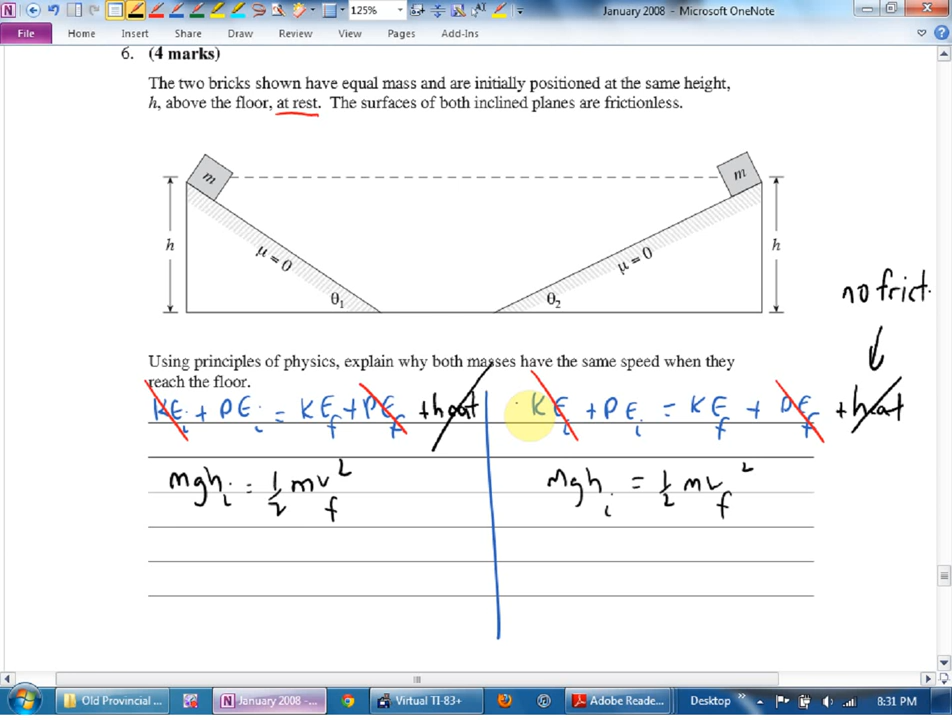 January 2008 - Microsoft OneNote
125%
File Home Insert Share Draw Review View Pages Add-Ins
6. (4 marks)
The two bricks shown have equal mass and are initially positioned at the same height,
h, above the floor, at rest. The surfaces of both inclined planes are frictionless.
m m
h μ = 0 μ = 0 h
θ1 θ2
no frict.
Using principles of physics, explain why both masses have the same speed when they
reach the floor.
KEi + PEi = KEf + PEf + heat KEi + PEi = KEf + PEf + heat
mghi = 1/2 mvf² mghi = 1/2 mvf²
Old Provincial ... January 2008 -... Virtual TI-83+ Adobe Reade... Desktop 8:31 PM